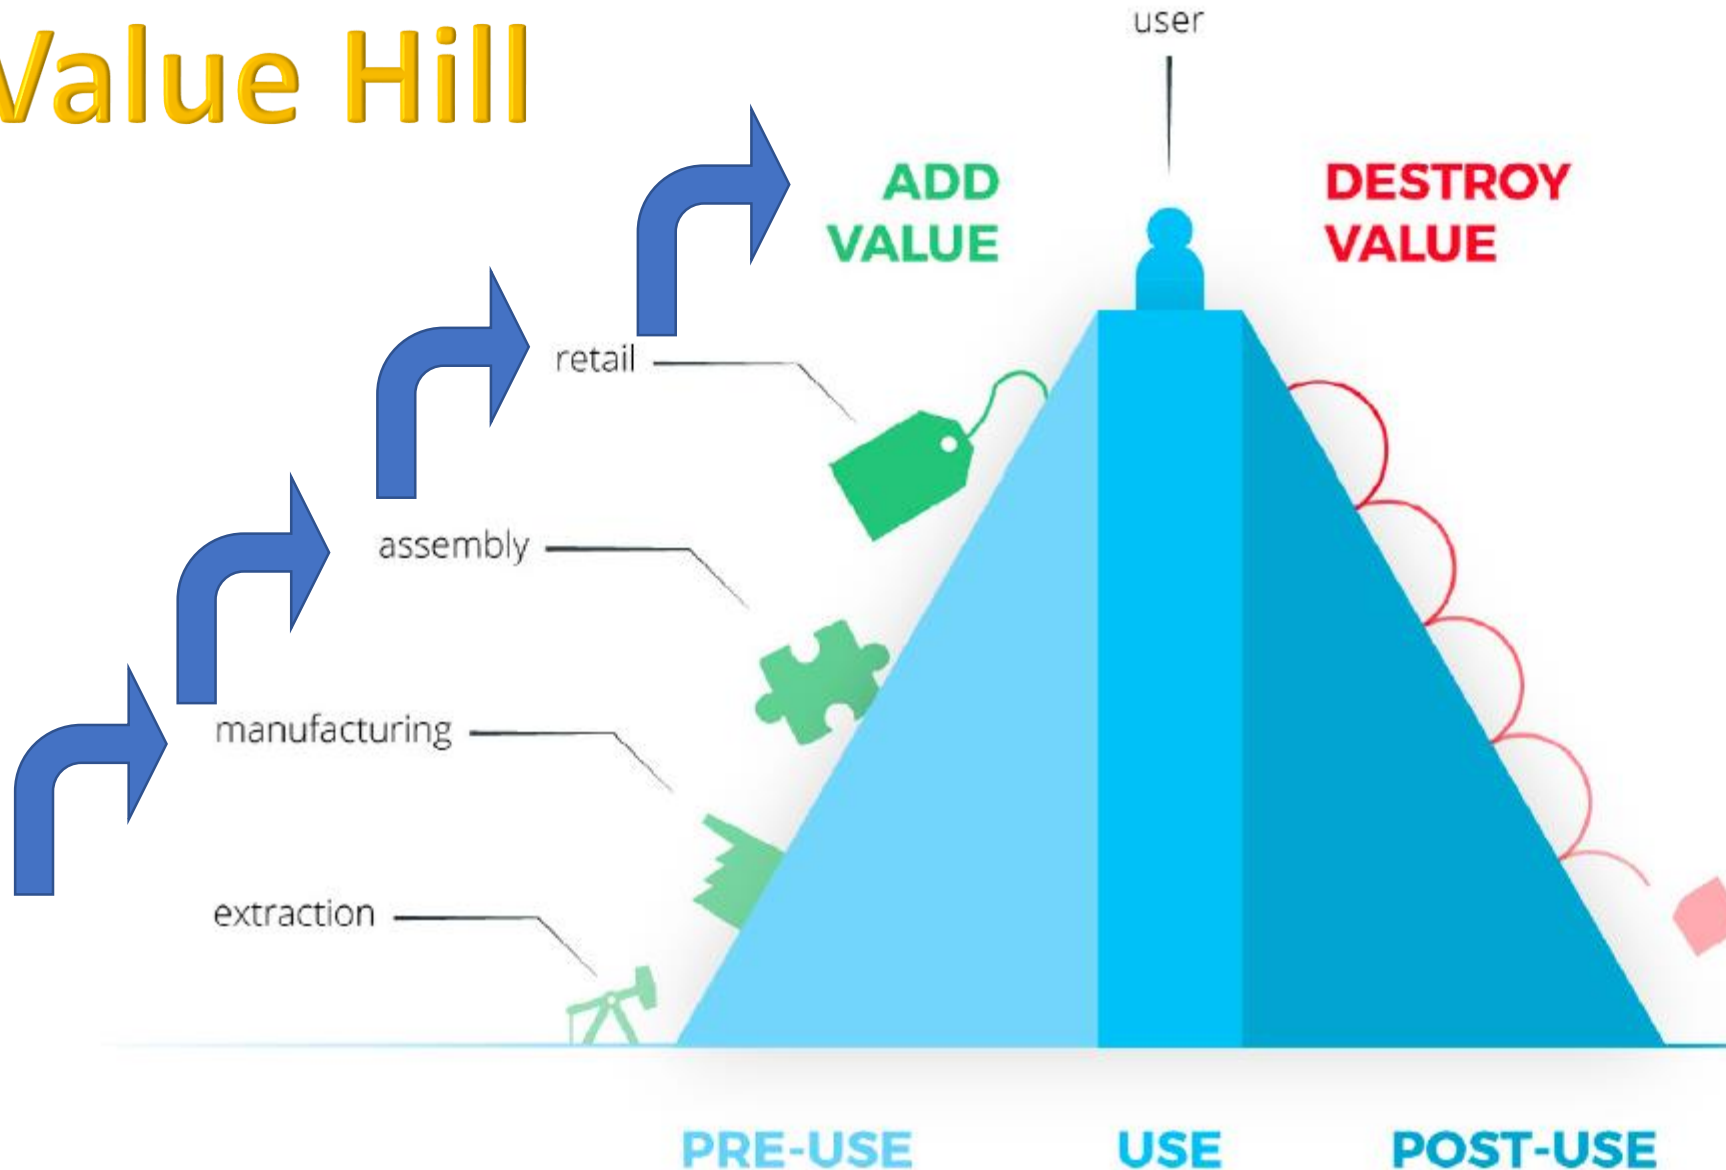 Value Hill
user
ADD
VALUE
DESTROY
VALUE
retail
assembly
manufacturing
extraction
PRE-USE
USE
POST-USE